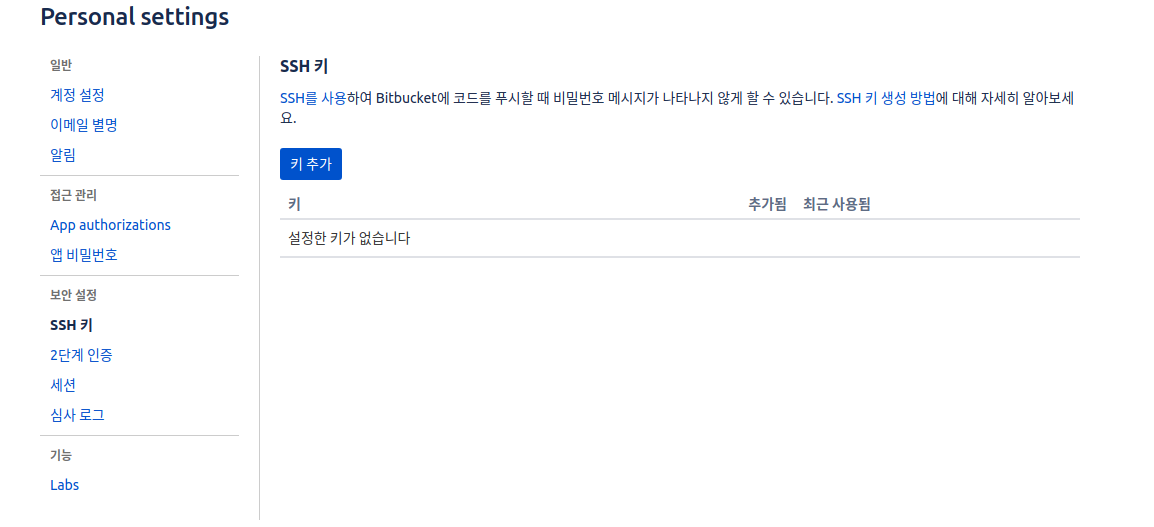 Personal settings
일반
계정 설정
이메일 별명
알림
접근 관리
App authorizations
앱 비밀번호
보안 설정
SSH 키
2단계 인증
세션
심사 로그
기능
Labs
SSH 키
SSH를 사용하여 Bitbucket에 코드를 푸시할 때 비밀번호 메시지가 나타나지 않게 할 수 있습니다. SSH 키 생성 방법에 대해 자세히 알아보세
요.
키 추가
키 추가됨 최근 사용됨
설정한 키가 없습니다